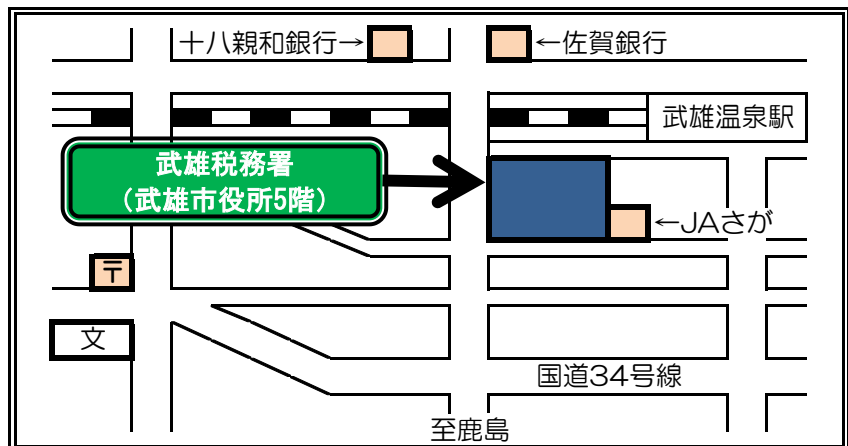 十八親和銀行→
←佐賀銀行
武雄温泉駅
武雄税務署
（武雄市役所5階）
←JAさが
〒
文
国道34号線
至鹿島